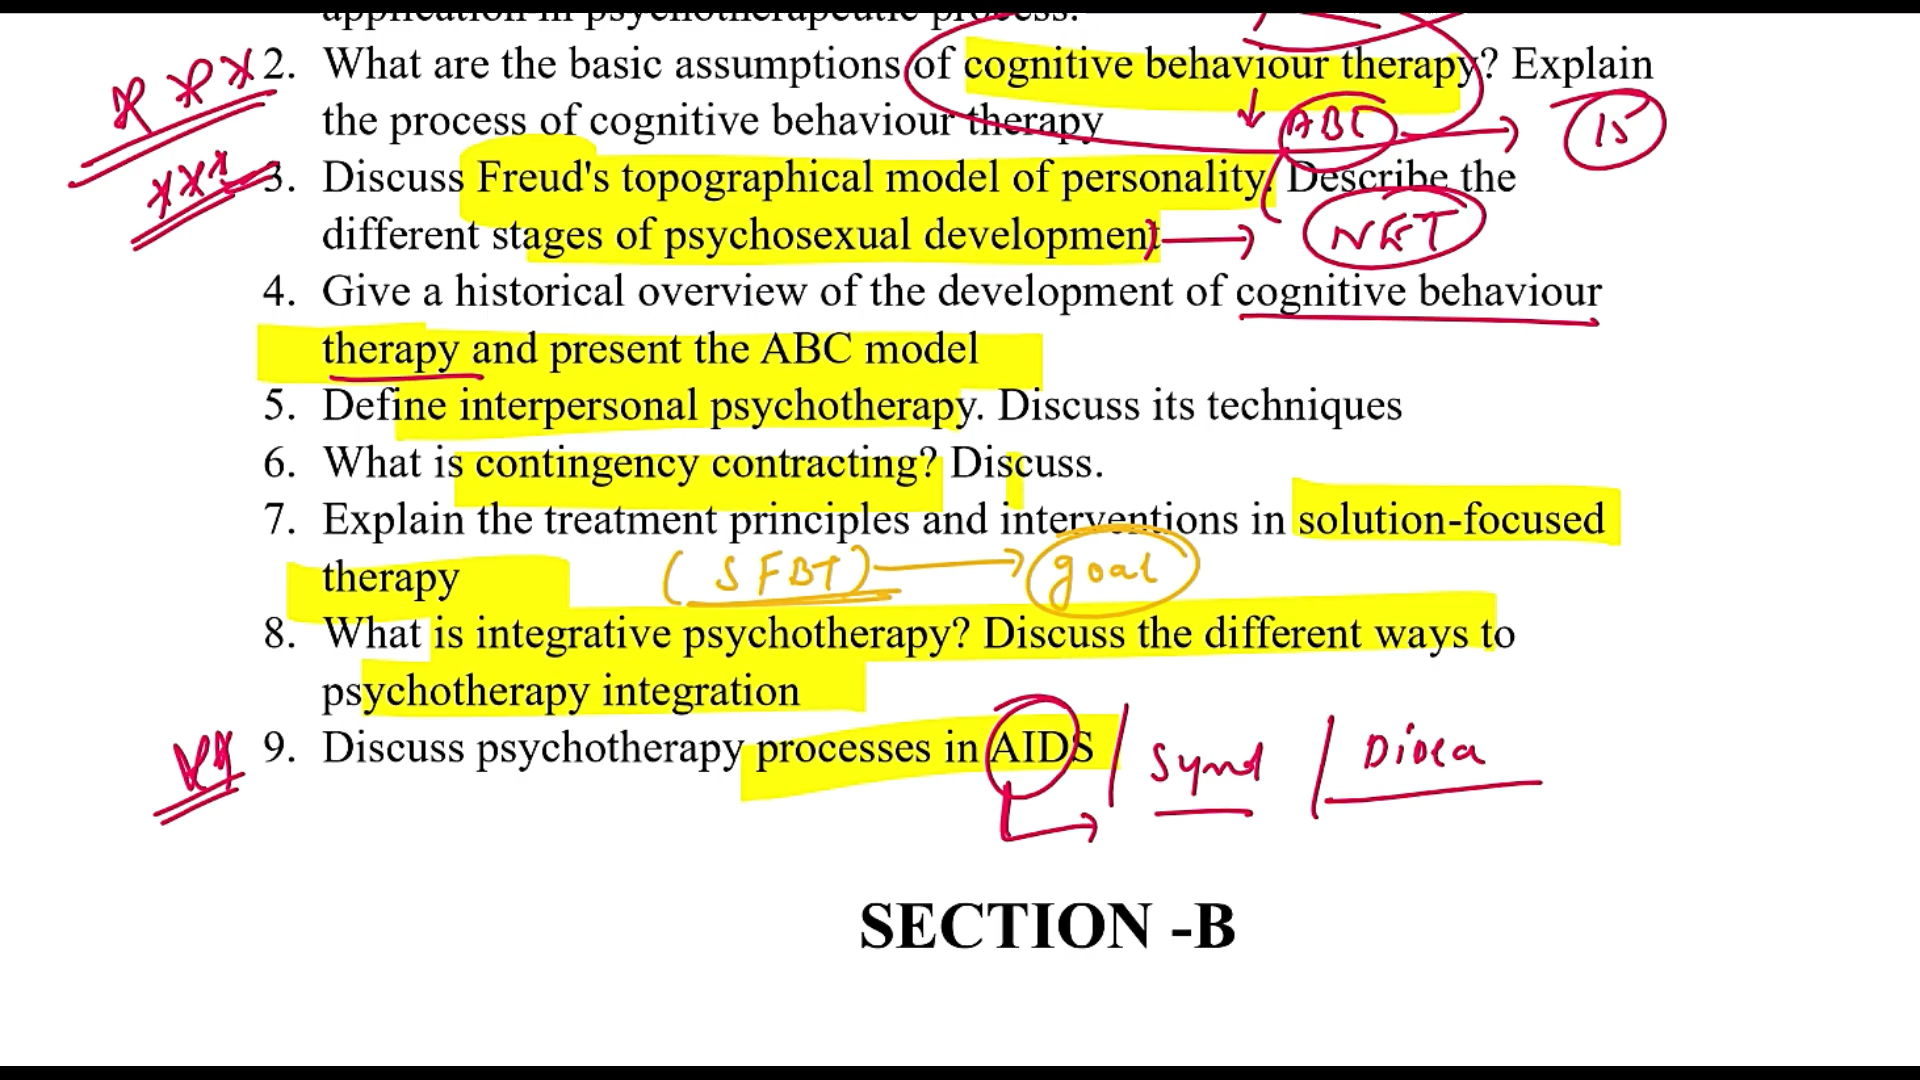 application in psychotherapeutic process.
2. What are the basic assumptions of cognitive behaviour therapy? Explain
the process of cognitive behaviour therapy
ABC
15
3. Discuss Freud's topographical model of personality. Describe the
different stages of psychosexual development
NET
4. Give a historical overview of the development of cognitive behaviour
therapy and present the ABC model
5. Define interpersonal psychotherapy. Discuss its techniques
6. What is contingency contracting? Discuss.
7. Explain the treatment principles and interventions in solution-focused
therapy
(SFBT)
goal
8. What is integrative psychotherapy? Discuss the different ways to
psychotherapy integration
9. Discuss psychotherapy processes in AIDS
SECTION -B